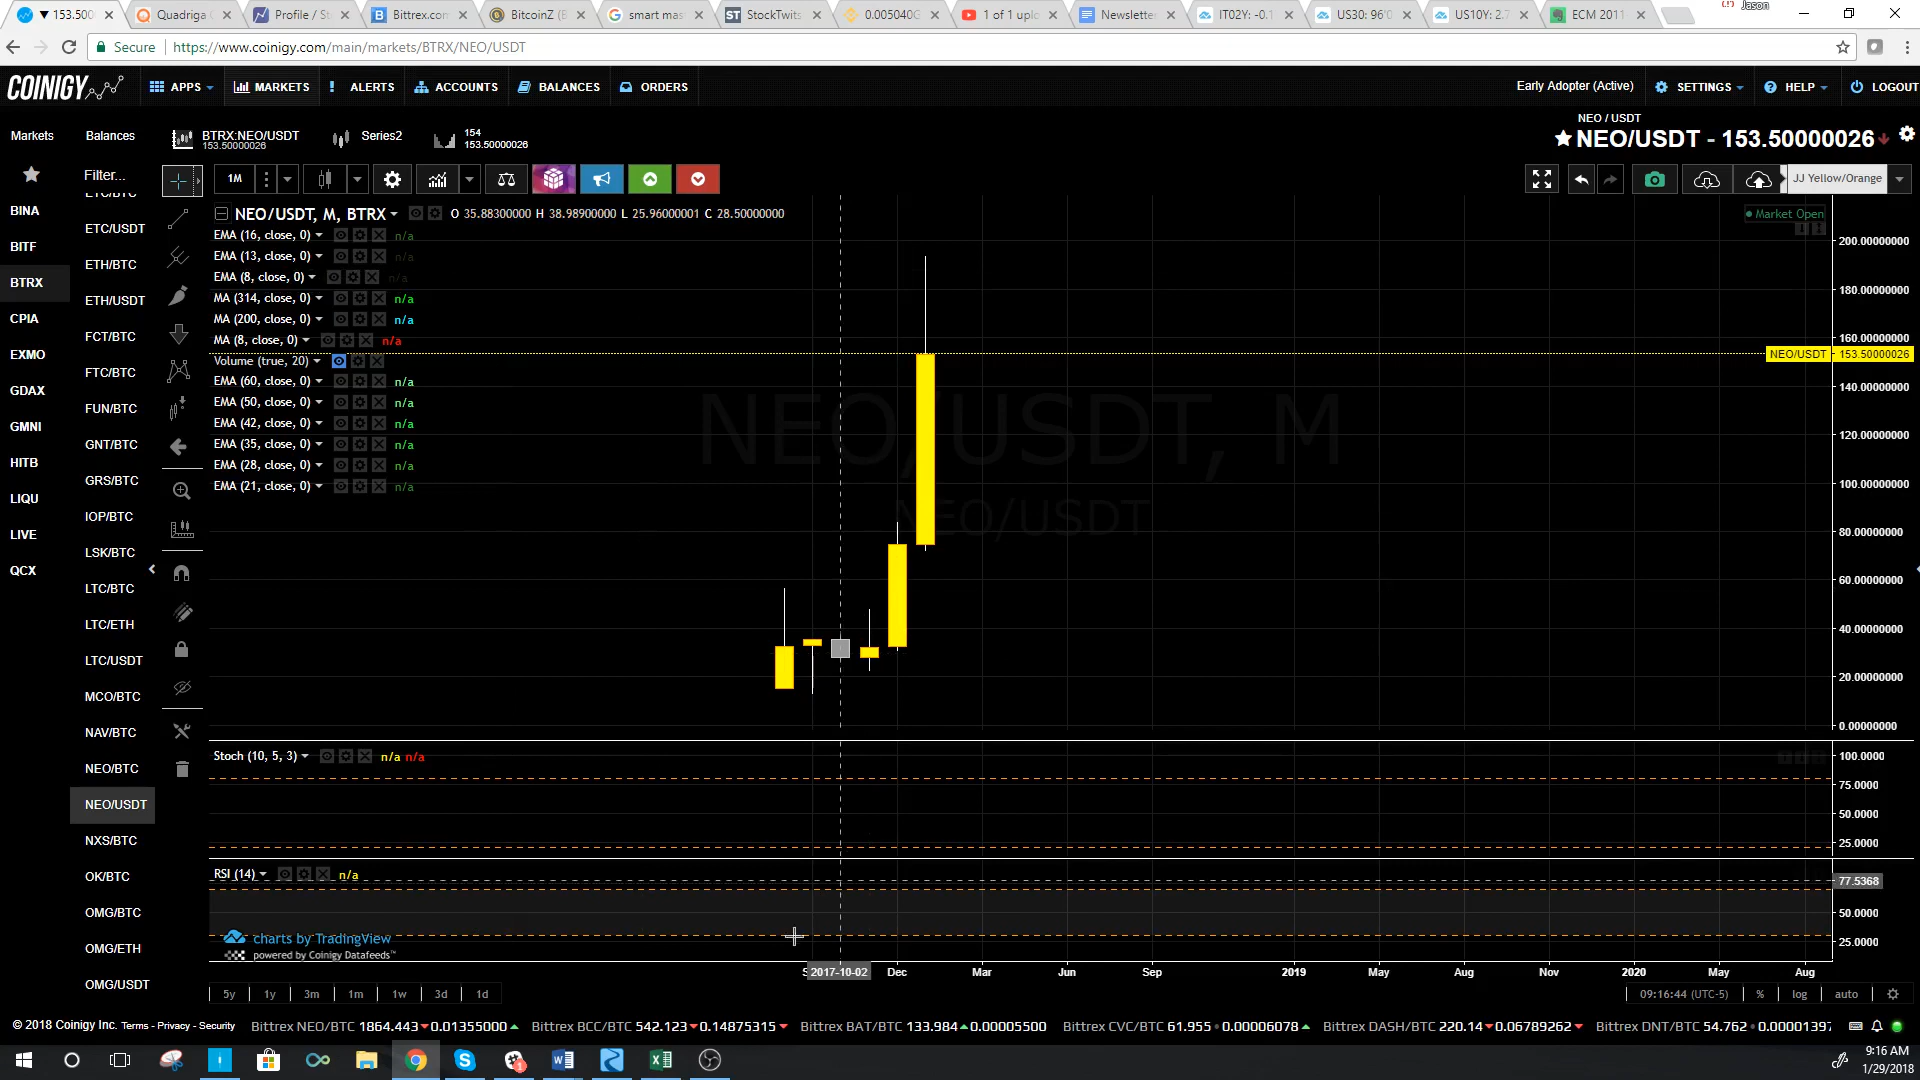 ▼ 153.500
Quadriga C
Profile / St
Bittrex.com
BitcoinZ (B
smart mas
StockTwits
0.005040
1 of 1 uplo
Newsletter
IT02Y: -0.1
US30: 96'0
US10Y: 2.7
ECM 2011
Jason
Secure
https://www.coinigy.com/main/markets/BTRX/NEO/USDT
COINIGY
APPS
MARKETS
ALERTS
ACCOUNTS
BALANCES
ORDERS
Early Adopter (Active)
SETTINGS
HELP
LOGOUT
Markets
Balances
BTRX:NEO/USDT
153.50000026
Series2
154
153.50000026
NEO / USDT
NEO/USDT - 153.50000026
Filter...
1M
JJ Yellow/Orange
BINA
BITF
BTRX
CPIA
EXMO
GDAX
GMNI
HITB
LIQU
LIVE
QCX
ETC/BTC
ETC/USDT
ETH/BTC
ETH/USDT
FCT/BTC
FTC/BTC
FUN/BTC
GNT/BTC
GRS/BTC
IOP/BTC
LSK/BTC
LTC/BTC
LTC/ETH
LTC/USDT
MCO/BTC
NAV/BTC
NEO/BTC
NEO/USDT
NXS/BTC
OK/BTC
OMG/BTC
OMG/ETH
OMG/USDT
NEO/USDT, M, BTRX
O 35.88300000 H 38.98900000 L 25.96000001 C 28.50000000
EMA (16, close, 0) n/a
EMA (13, close, 0) n/a
EMA (8, close, 0) n/a
MA (314, close, 0) n/a
MA (200, close, 0) n/a
MA (8, close, 0) n/a
Volume (true, 20)
EMA (60, close, 0) n/a
EMA (50, close, 0) n/a
EMA (42, close, 0) n/a
EMA (35, close, 0) n/a
EMA (28, close, 0) n/a
EMA (21, close, 0) n/a
Market Open
NEO/USDT, M
NEO/USDT
200.00000000
180.00000000
160.00000000
NEO/USDT 153.50000026
140.00000000
120.00000000
100.00000000
80.00000000
60.00000000
40.00000000
20.00000000
0.00000000
Stoch (10, 5, 3) n/a n/a
100.0000
75.0000
50.0000
25.0000
RSI (14) n/a
77.5368
50.0000
25.0000
charts by TradingView
powered by Coinigy Datafeeds™
2017-10-02
Dec
Mar
Jun
Sep
2019
May
Aug
Nov
2020
May
Aug
5y
1y
3m
1m
1w
3d
1d
09:16:44 (UTC-5)
%
log
auto
© 2018 Coinigy Inc. Terms - Privacy - Security
Bittrex NEO/BTC 1864.443 0.01355000
Bittrex BCC/BTC 542.123 0.14875315
Bittrex BAT/BTC 133.984 0.00005500
Bittrex CVC/BTC 61.955 0.00006078
Bittrex DASH/BTC 220.14 0.06789262
Bittrex DNT/BTC 54.762 0.00001397
9:16 AM
1/29/2018